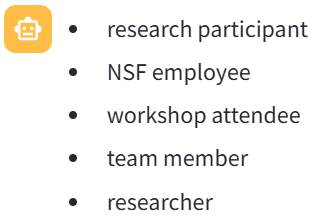 • research participant
• NSF employee
• workshop attendee
• team member
• researcher